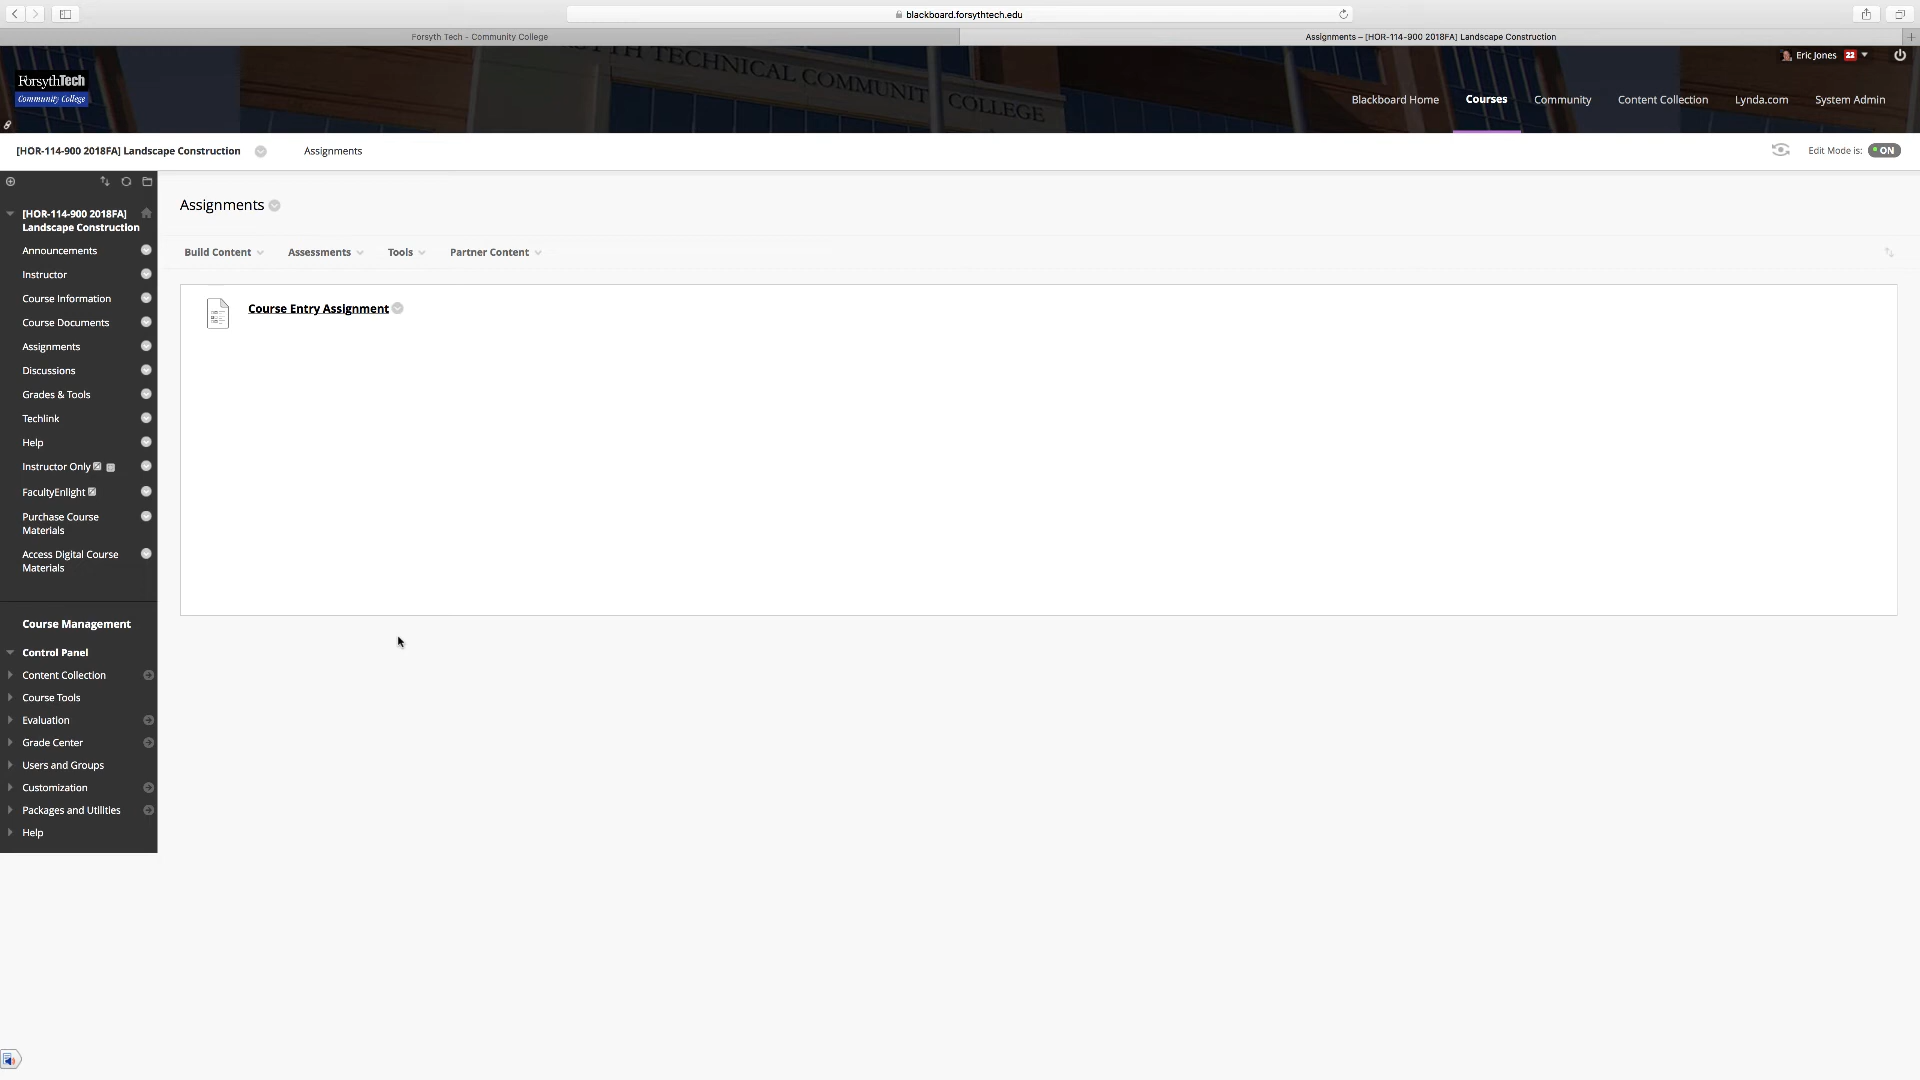 blackboard.forsythtech.edu
Forsyth Tech - Community College
Assignments – [HOR-114-900 2018FA] Landscape Construction
FORSYTH TECHNICAL COMMUNITY COLLEGE
Eric Jones 22
ForsythTech
Community College
Blackboard Home Courses Community Content Collection Lynda.com System Admin
[HOR-114-900 2018FA] Landscape Construction Assignments Edit Mode is: ON
[HOR-114-900 2018FA]
Landscape Construction
Announcements
Instructor
Course Information
Course Documents
Assignments
Discussions
Grades & Tools
Techlink
Help
Instructor Only
FacultyEnlight
Purchase Course
Materials
Access Digital Course
Materials
Course Management
Control Panel
Content Collection
Course Tools
Evaluation
Grade Center
Users and Groups
Customization
Packages and Utilities
Help
Assignments
Build Content Assessments Tools Partner Content
Course Entry Assignment